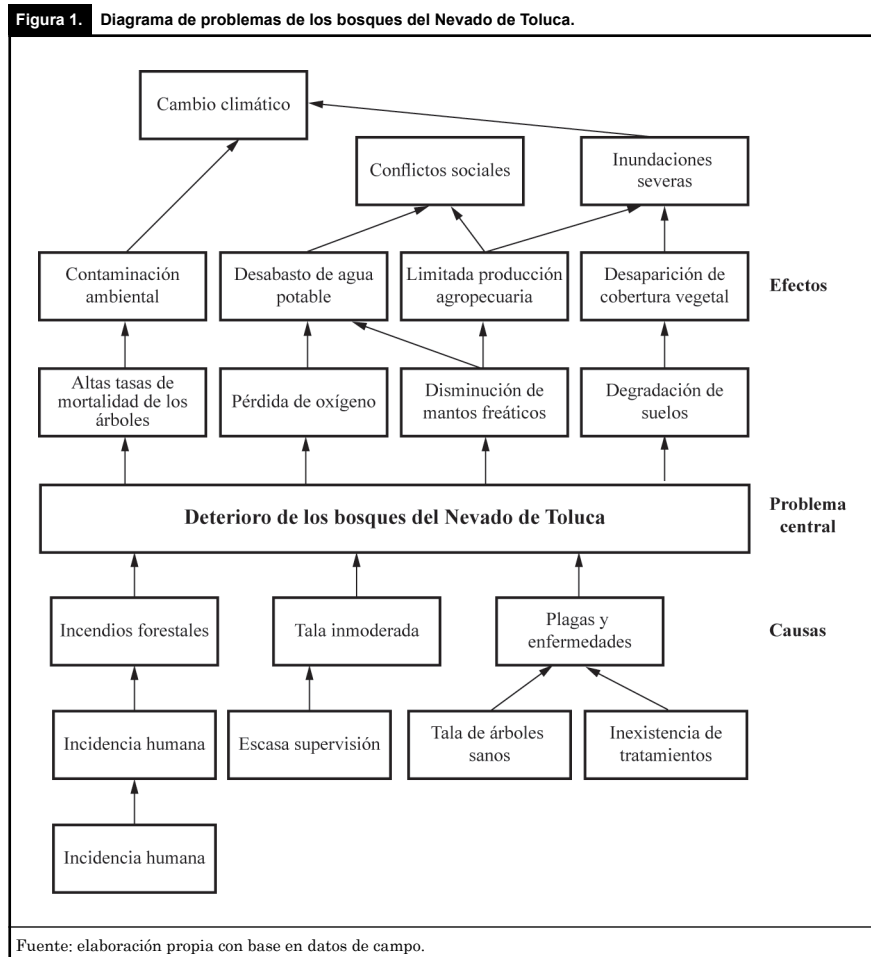 Figura 1. Diagrama de problemas de los bosques del Nevado de Toluca.
Cambio climático
Conflictos sociales
Inundaciones
severas
Contaminación
ambiental
Desabasto de agua
potable
Limitada producción
agropecuaria
Desaparición de
cobertura vegetal
Efectos
Altas tasas de
mortalidad de los
árboles
Pérdida de oxígeno
Disminución de
mantos freáticos
Degradación de
suelos
Deterioro de los bosques del Nevado de Toluca
Problema
central
Incendios forestales
Tala inmoderada
Plagas y
enfermedades
Causas
Incidencia humana
Escasa supervisión
Tala de árboles
sanos
Inexistencia de
tratamientos
Incidencia humana
Fuente: elaboración propia con base en datos de campo.